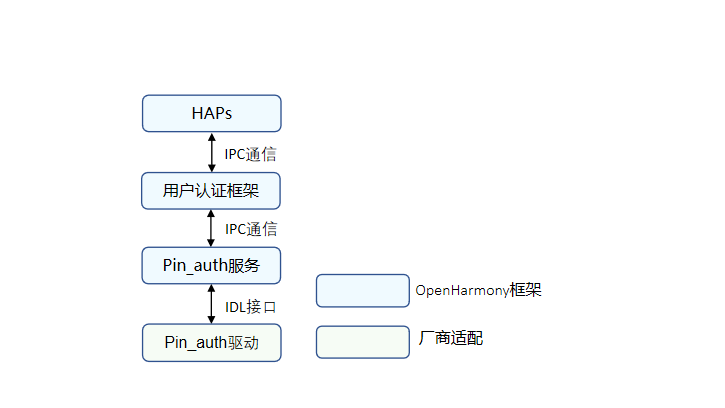 HAPs
IPC通信
用户认证框架
IPC通信
Pin_auth服务
IDL接口
Pin_auth驱动
OpenHarmony框架
厂商适配